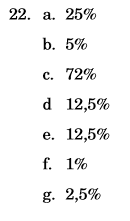 22. a. 25%
b. 5%
c. 72%
d 12,5%
e. 12,5%
f. 1%
g. 2,5%